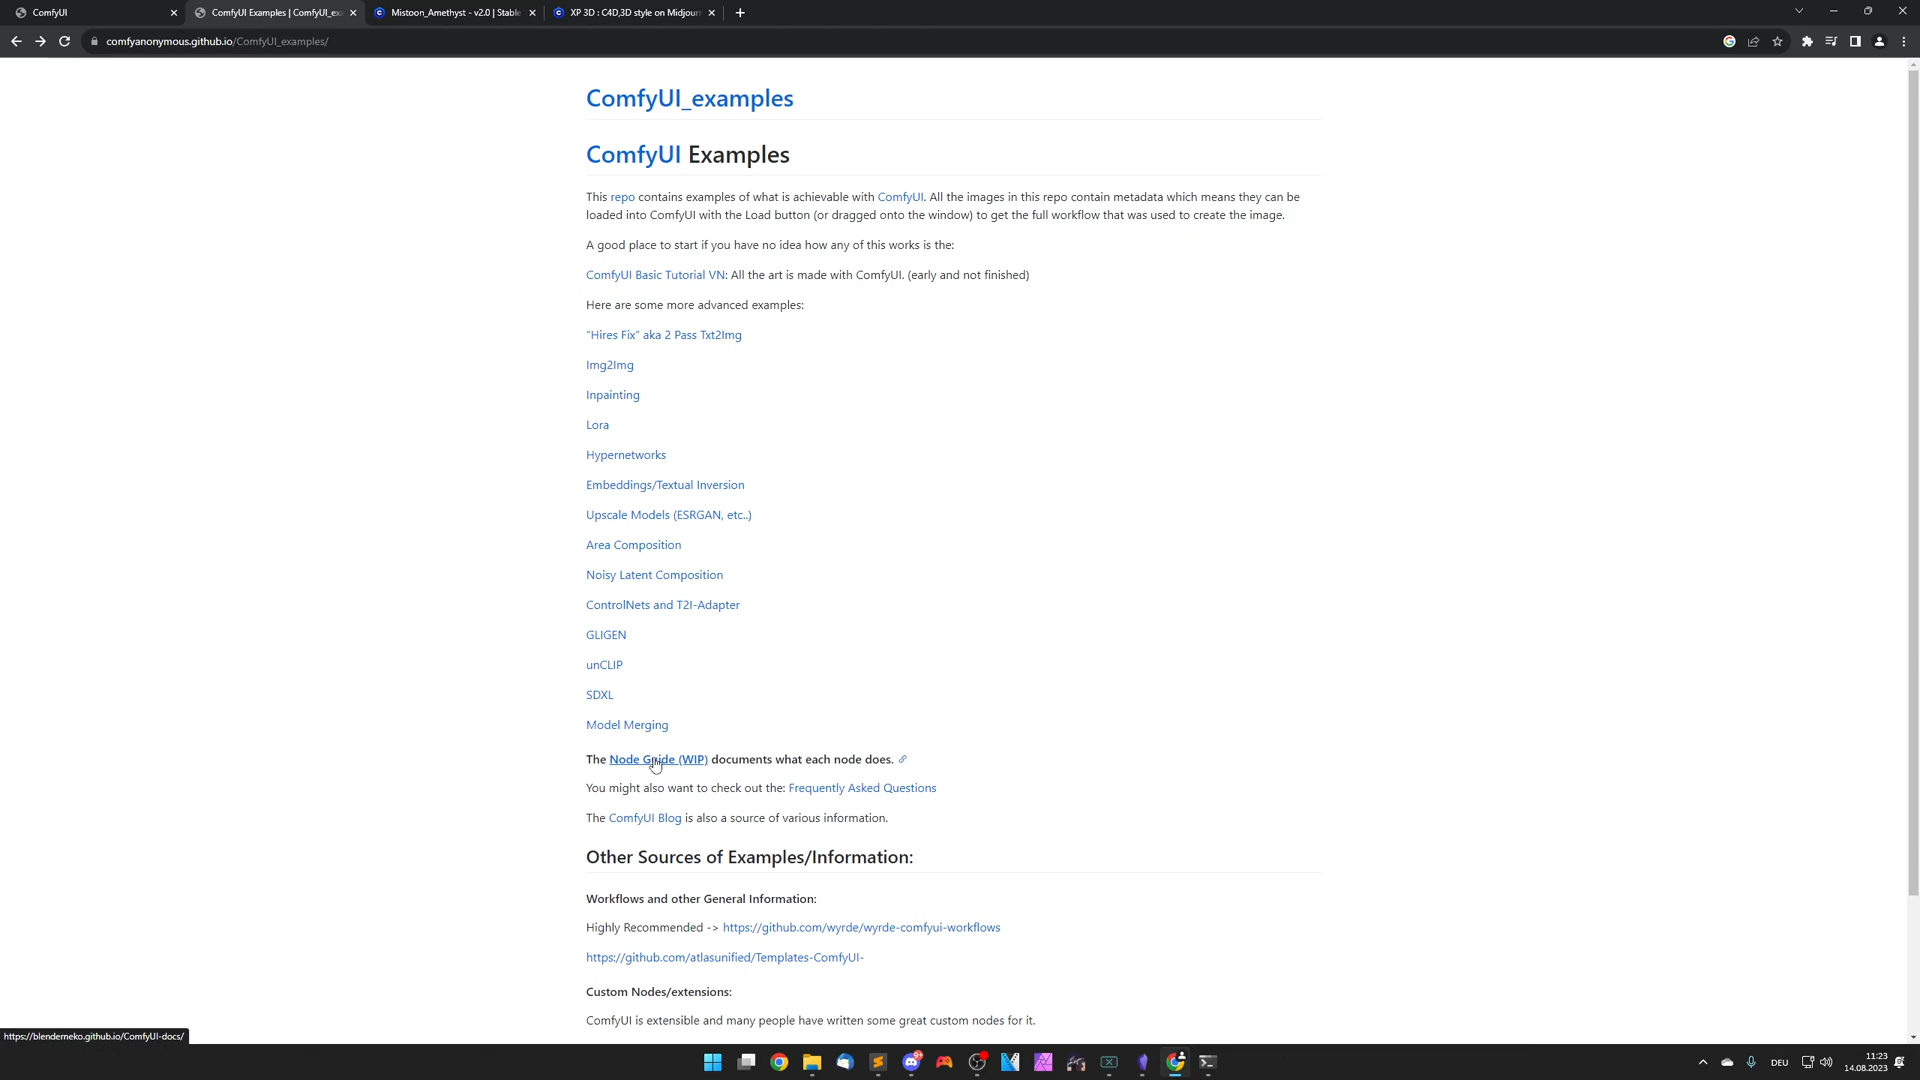 ComfyUI
ComfyUI Examples | ComfyUI_exa
Mistoon_Amethyst - v2.0 | Stable
XP 3D : C4D,3D style on Midjourn
comfyanonymous.github.io/ComfyUI_examples/
ComfyUI_examples
ComfyUI Examples
This repo contains examples of what is achievable with ComfyUI. All the images in this repo contain metadata which means they can be
loaded into ComfyUI with the Load button (or dragged onto the window) to get the full workflow that was used to create the image.
A good place to start if you have no idea how any of this works is the:
ComfyUI Basic Tutorial VN: All the art is made with ComfyUI. (early and not finished)
Here are some more advanced examples:
“Hires Fix” aka 2 Pass Txt2Img
Img2Img
Inpainting
Lora
Hypernetworks
Embeddings/Textual Inversion
Upscale Models (ESRGAN, etc..)
Area Composition
Noisy Latent Composition
ControlNets and T2I-Adapter
GLIGEN
unCLIP
SDXL
Model Merging
The Node Guide (WIP) documents what each node does.
You might also want to check out the: Frequently Asked Questions
The ComfyUI Blog is also a source of various information.
Other Sources of Examples/Information:
Workflows and other General Information:
Highly Recommended -> https://github.com/wyrde/wyrde-comfyui-workflows
https://github.com/atlasunified/Templates-ComfyUI-
Custom Nodes/extensions:
ComfyUI is extensible and many people have written some great custom nodes for it.
https://blenderneko.github.io/ComfyUI-docs/
9+
DEU
11:23
14.08.2023